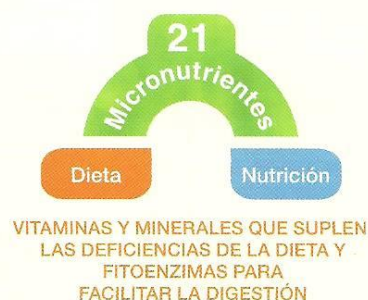 21
Micronutrientes
Dieta
Nutrición
VITAMINAS Y MINERALES QUE SUPLEN
LAS DEFICIENCIAS DE LA DIETA Y
FITOENZIMAS PARA
FACILITAR LA DIGESTIÓN